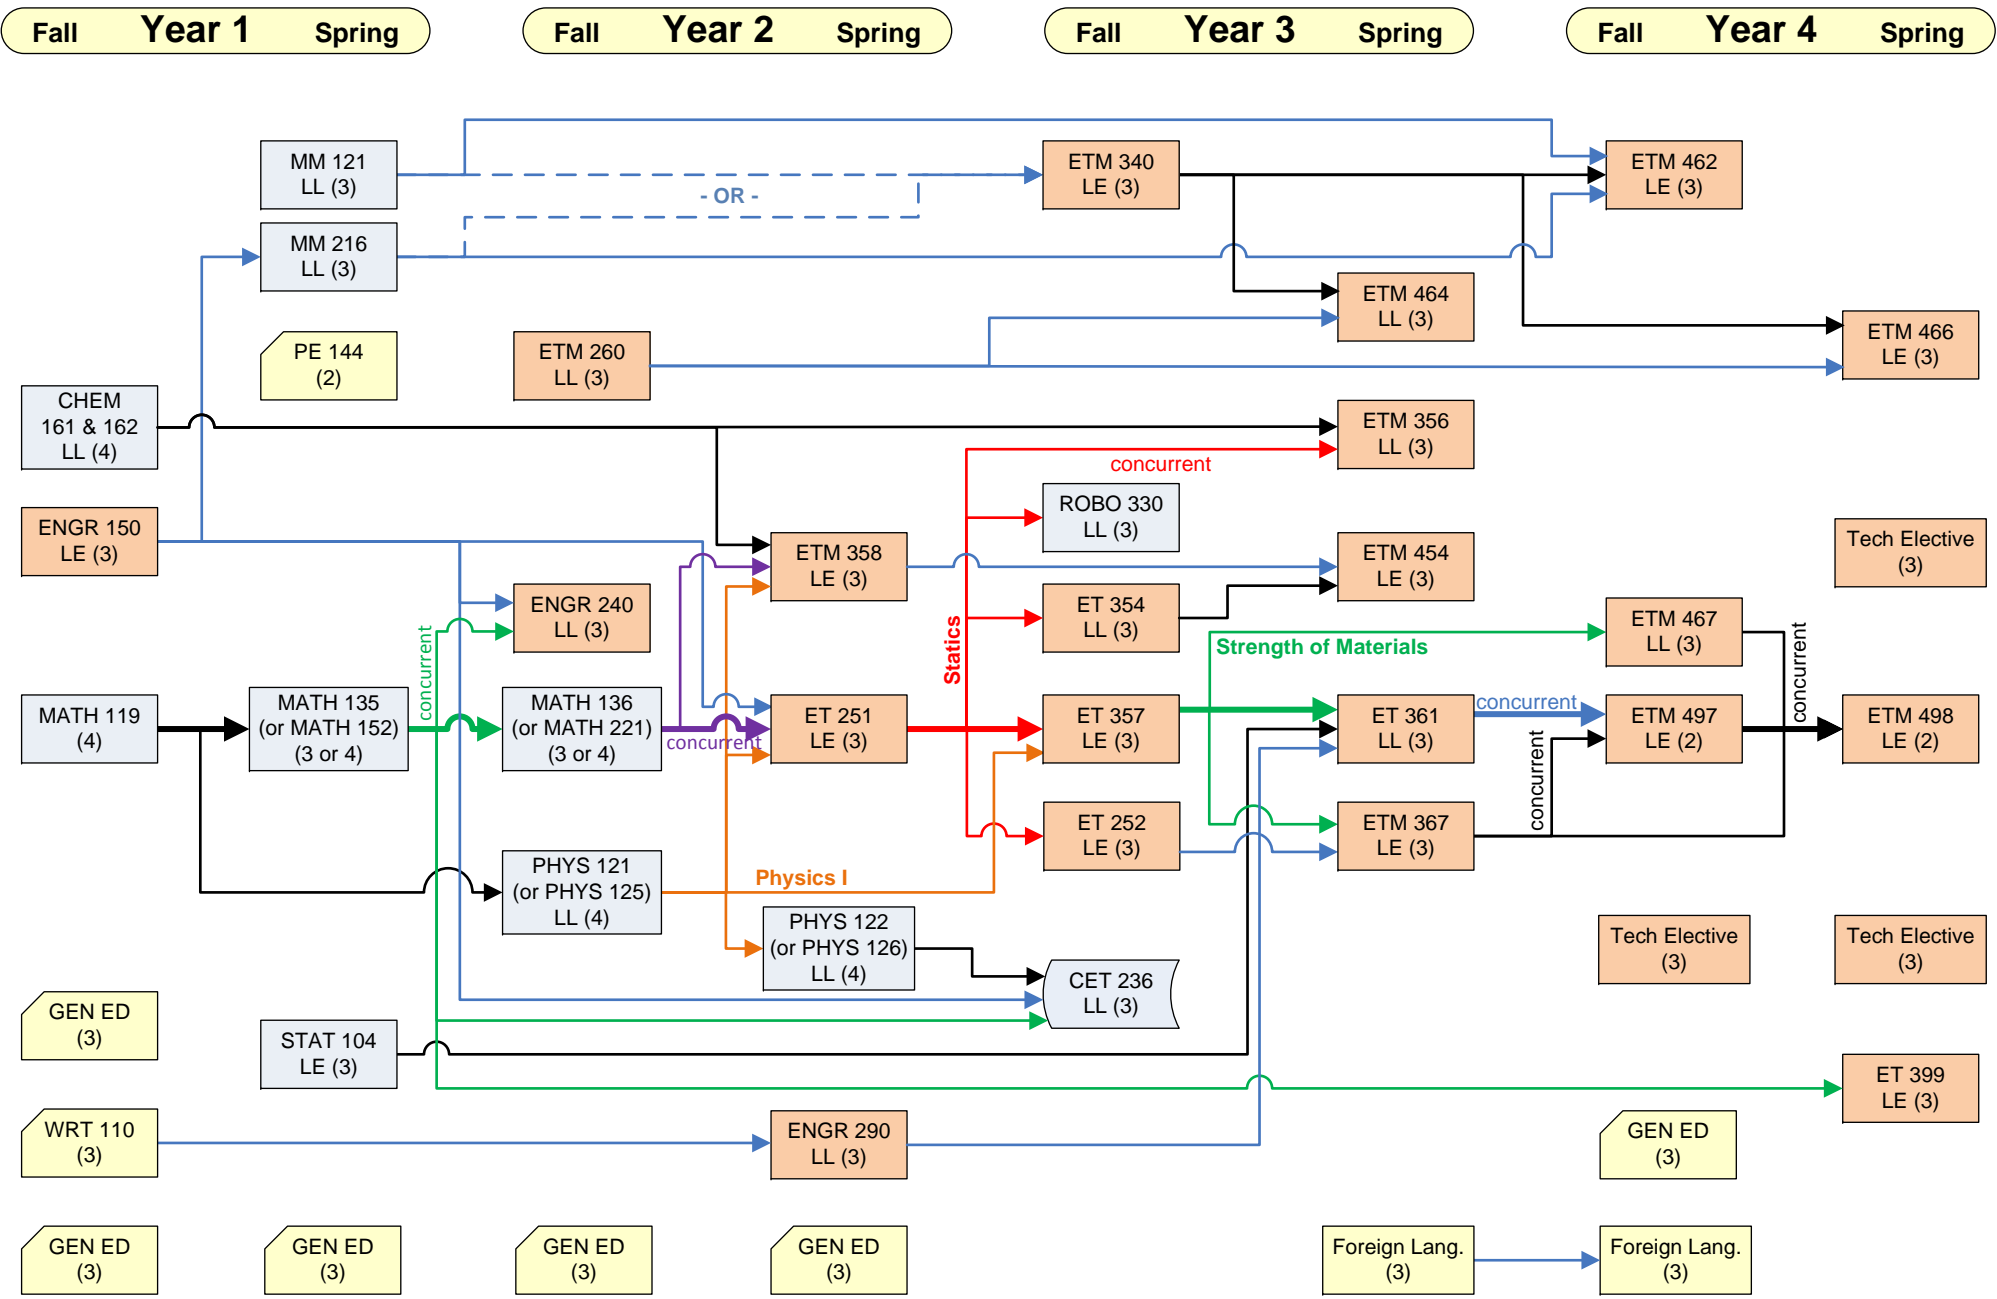 Fall Year 1 Spring
Fall Year 2 Spring
Fall Year 3 Spring
Fall Year 4 Spring
MM 121
LL (3)
- OR -
ETM 340
LE (3)
ETM 462
LE (3)
MM 216
LL (3)
ETM 464
LL (3)
ETM 466
LE (3)
PE 144
(2)
ETM 260
LL (3)
CHEM
161 & 162
LL (4)
ETM 356
LL (3)
concurrent
ENGR 150
LE (3)
ROBO 330
LL (3)
ETM 358
LE (3)
ETM 454
LE (3)
Tech Elective
(3)
ENGR 240
LL (3)
ET 354
LL (3)
ETM 467
LL (3)
concurrent
Statics
Strength of Materials
concurrent
MATH 119
(4)
MATH 135
(or MATH 152)
(3 or 4)
MATH 136
(or MATH 221)
(3 or 4)
concurrent
ET 251
LE (3)
ET 357
LE (3)
ET 361
LL (3)
concurrent
ETM 497
LE (2)
ETM 498
LE (2)
concurrent
ET 252
LE (3)
ETM 367
LE (3)
PHYS 121
(or PHYS 125)
LL (4)
Physics I
PHYS 122
(or PHYS 126)
LL (4)
Tech Elective
(3)
Tech Elective
(3)
CET 236
LL (3)
GEN ED
(3)
STAT 104
LE (3)
ET 399
LE (3)
WRT 110
(3)
ENGR 290
LL (3)
GEN ED
(3)
GEN ED
(3)
GEN ED
(3)
GEN ED
(3)
GEN ED
(3)
Foreign Lang.
(3)
Foreign Lang.
(3)